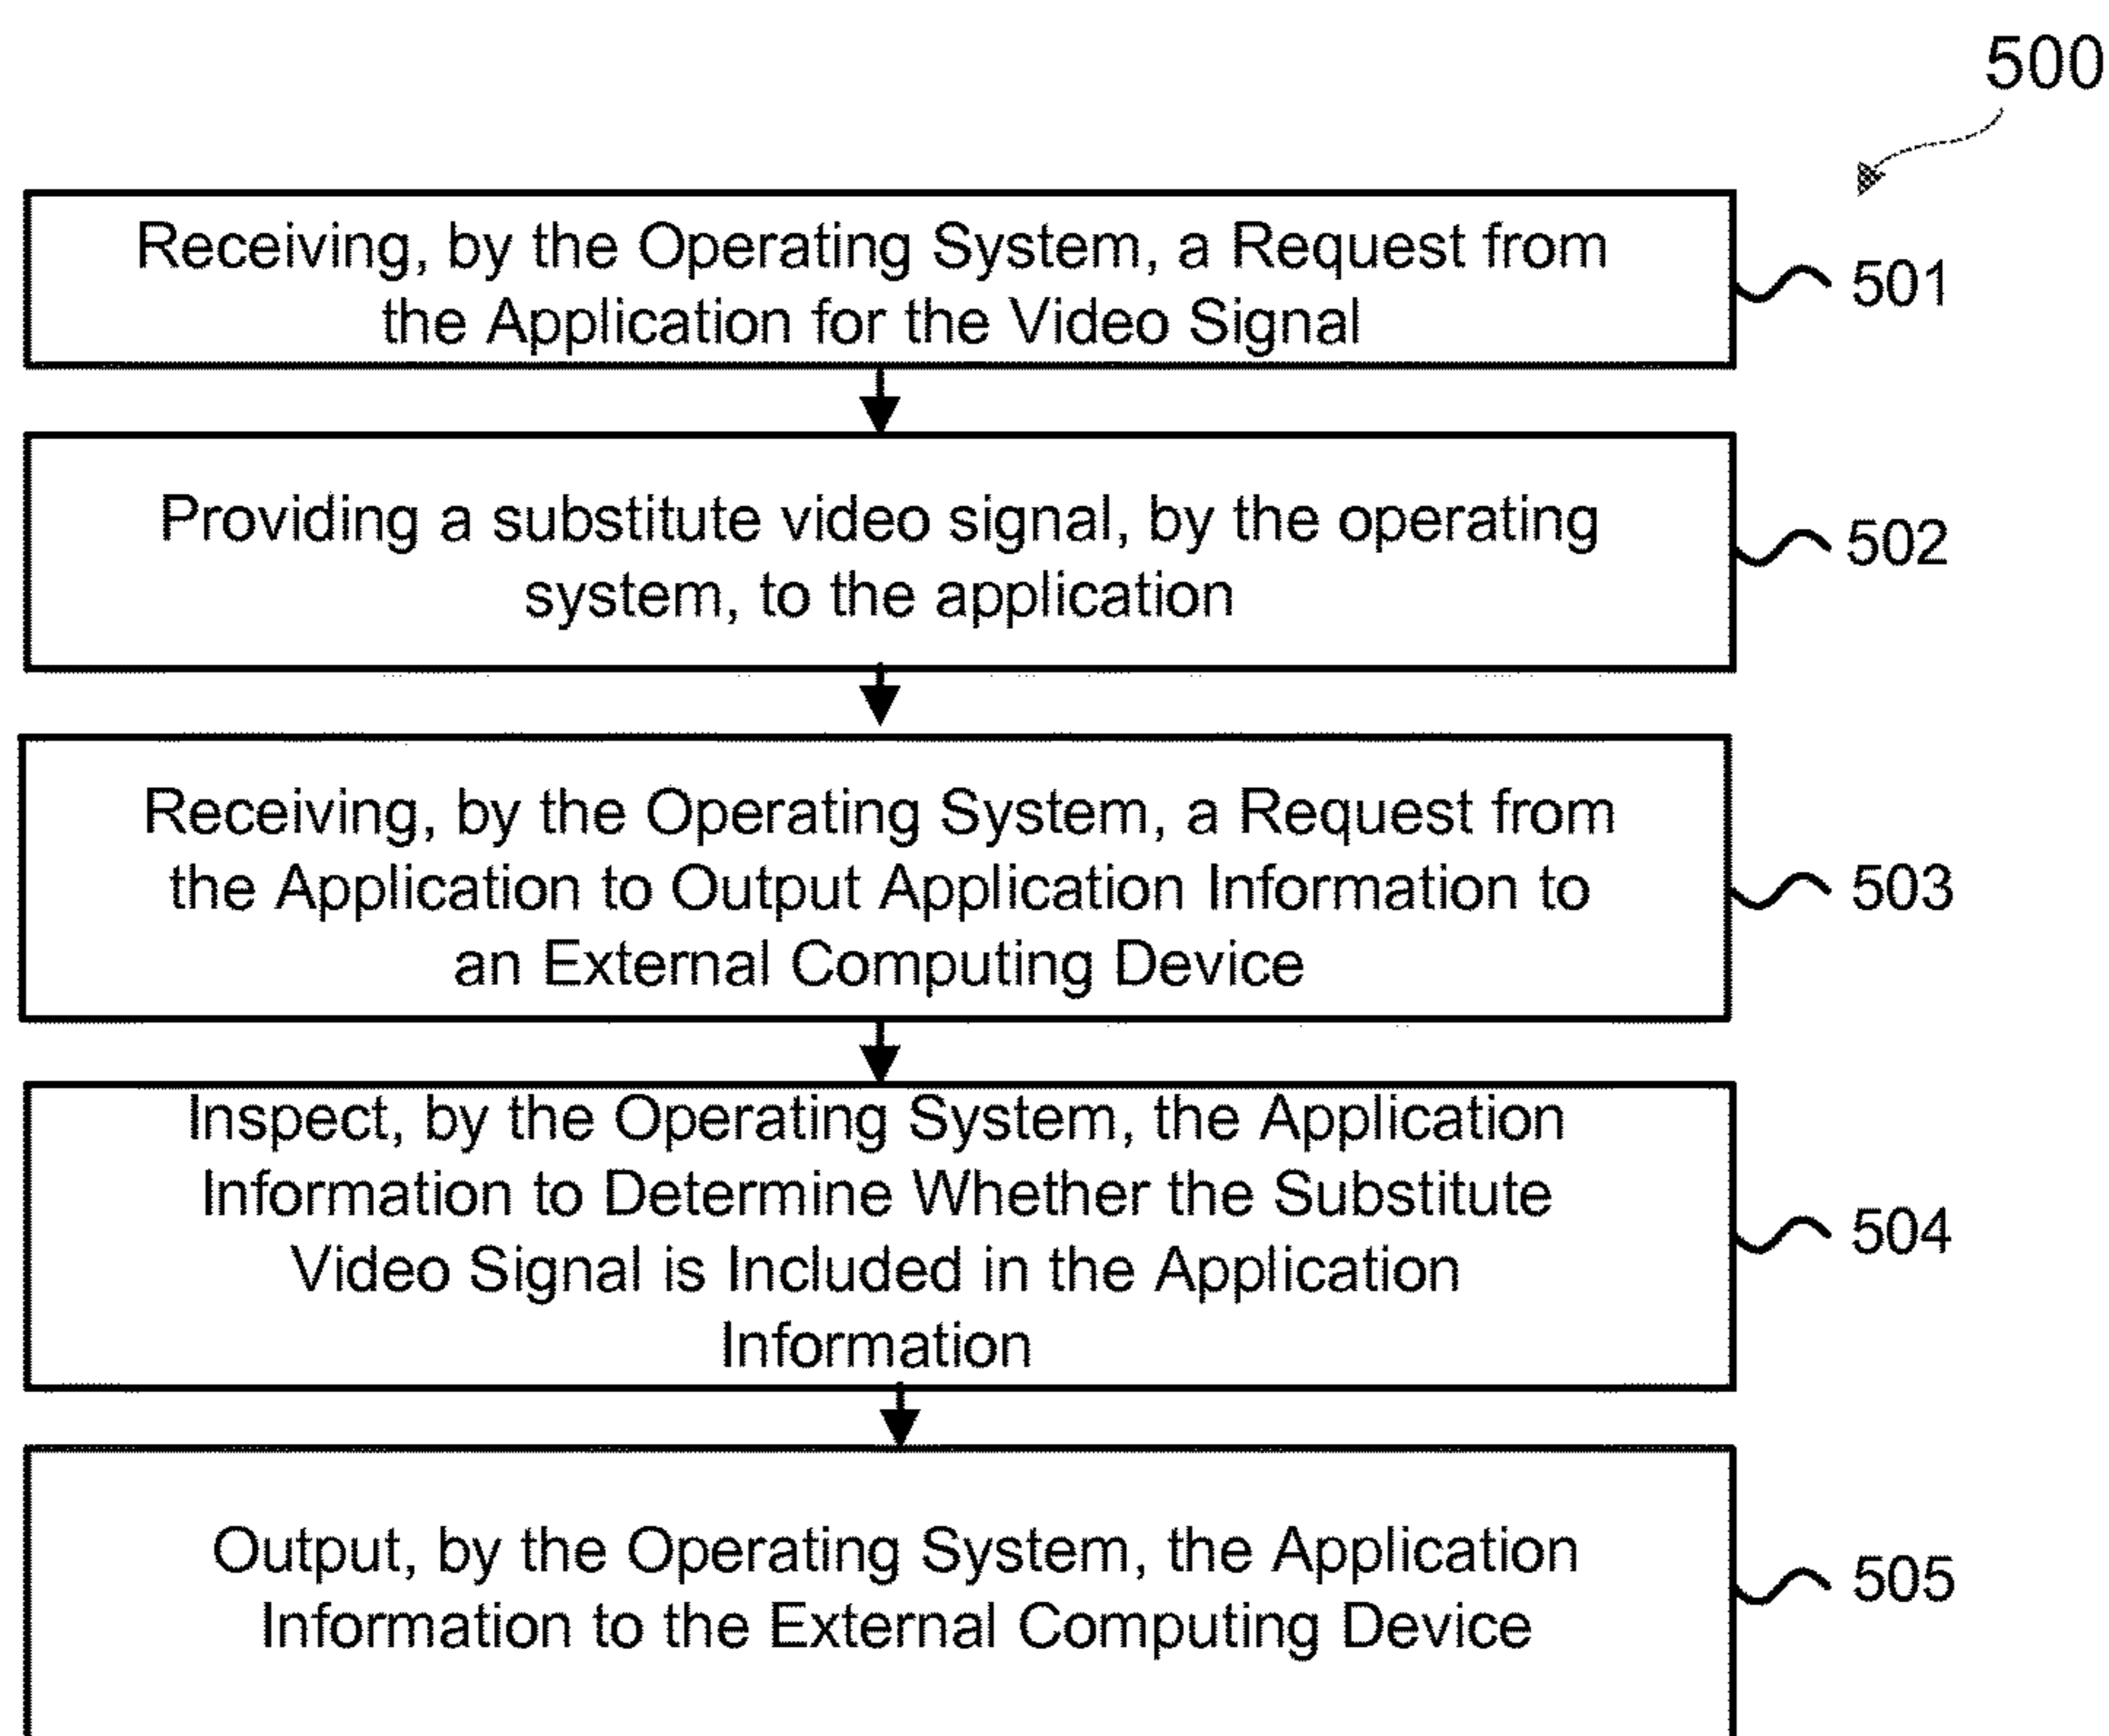 500
Receiving, by the Operating System, a Request from
the Application for the Video Signal
501
Providing a substitute video signal, by the operating
system, to the application
502
Receiving, by the Operating System, a Request from
the Application to Output Application Information to
an External Computing Device
503
Inspect, by the Operating System, the Application
Information to Determine Whether the Substitute
Video Signal is Included in the Application
Information
504
Output, by the Operating System, the Application
Information to the External Computing Device
505